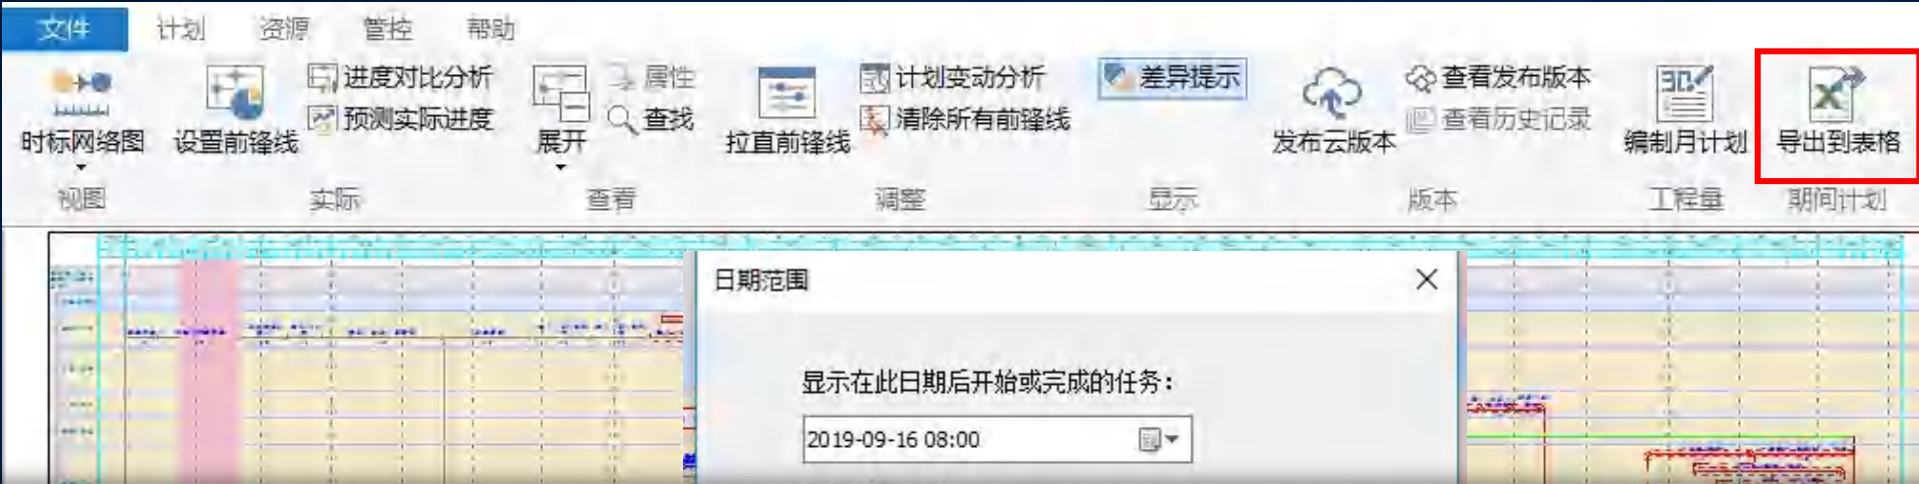 文件 计划 资源 管控 帮助
进度对比分析 属性 计划变动分析 差异提示 查看发布版本
预测实际进度 查找 清除所有前锋线 查看历史记录
时标网络图 设置前锋线 展开 拉直前锋线 发布云版本 编制月计划 导出到表格
视图 实际 查看 调整 显示 版本 工程量 期间计划
日期范围
显示在此日期后开始或完成的任务：
2019-09-16 08:00